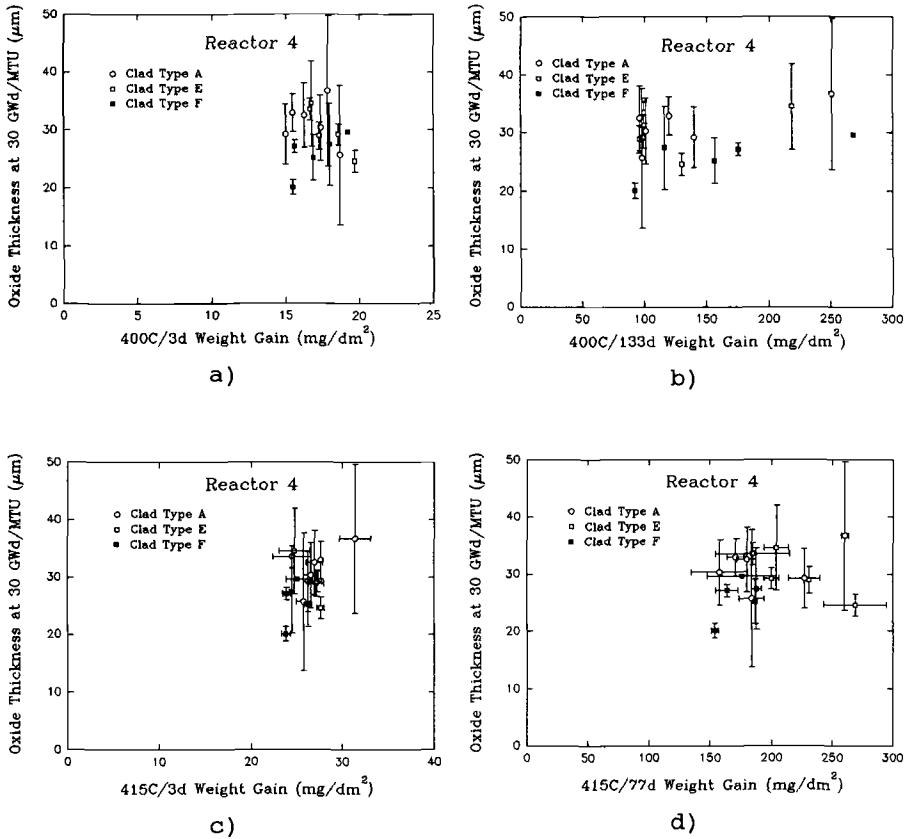 Oxide Thickness at 30 GWd/MTU (μm)
50
40
30
20
10
0
Reactor 4
Clad Type A
Clad Type E
Clad Type F
0 5 10 15 20 25
400C/3d Weight Gain (mg/dm²)
a)
Oxide Thickness at 30 GWd/MTU (μm)
50
40
30
20
10
0
Reactor 4
Clad Type A
Clad Type E
Clad Type F
0 50 100 150 200 250 300
400C/133d Weight Gain (mg/dm²)
b)
Oxide Thickness at 30 GWd/MTU (μm)
50
40
30
20
10
0
Reactor 4
Clad Type A
Clad Type E
Clad Type F
0 10 20 30 40
415C/3d Weight Gain (mg/dm²)
c)
Oxide Thickness at 30 GWd/MTU (μm)
50
40
30
20
10
0
Reactor 4
Clad Type A
Clad Type E
Clad Type F
0 50 100 150 200 250 300
415C/77d Weight Gain (mg/dm²)
d)